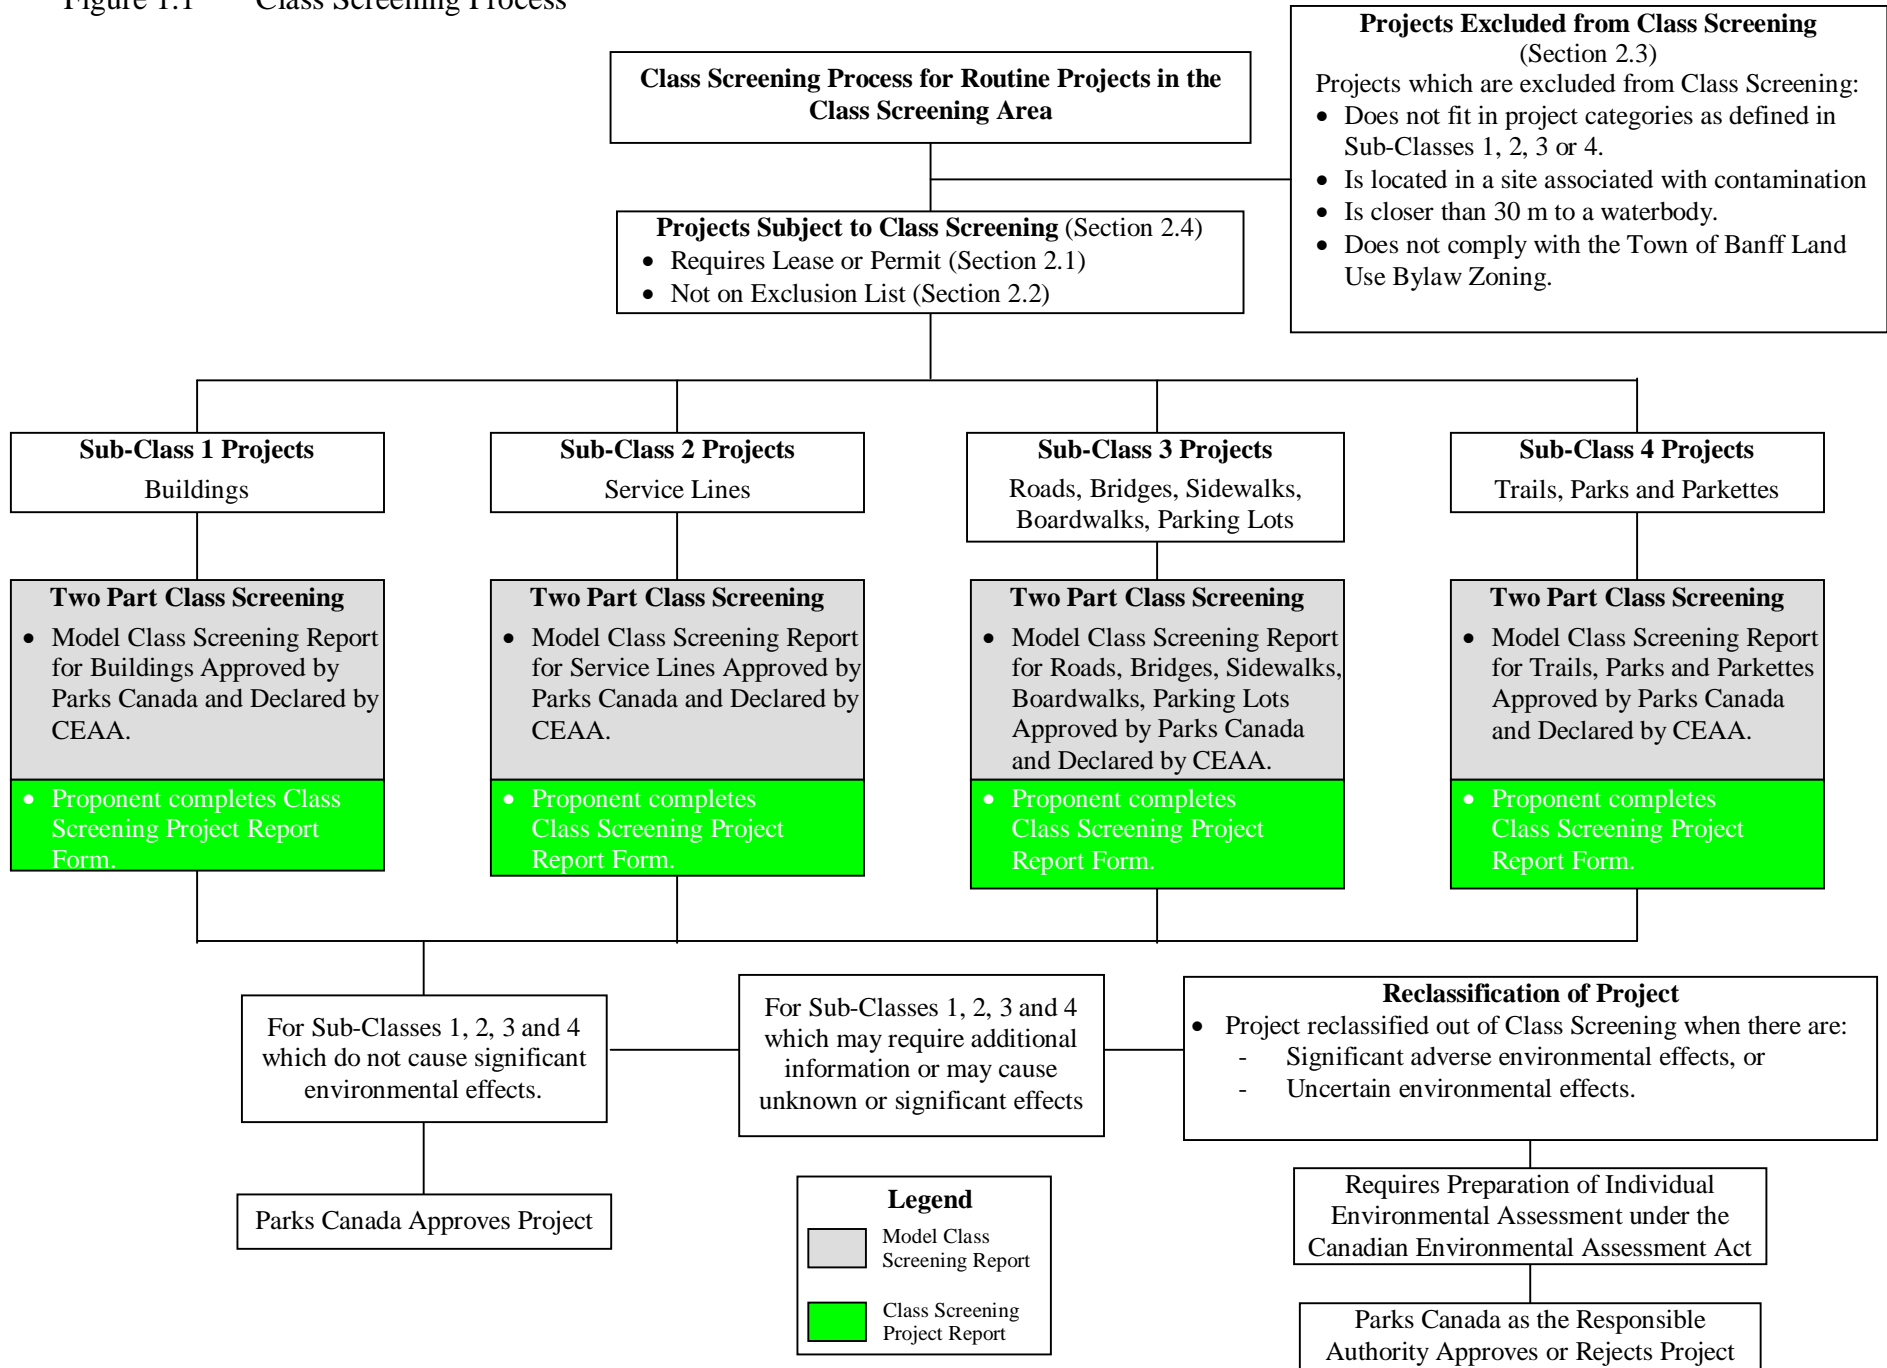 Figure 1.1 Class Screening Process
Projects Excluded from Class Screening
(Section 2.3)
Projects which are excluded from Class Screening:
• Does not fit in project categories as defined in
Sub-Classes 1, 2, 3 or 4.
• Is located in a site associated with contamination
• Is closer than 30 m to a waterbody.
• Does not comply with the Town of Banff Land
Use Bylaw Zoning.
Class Screening Process for Routine Projects in the
Class Screening Area
Projects Subject to Class Screening (Section 2.4)
• Requires Lease or Permit (Section 2.1)
• Not on Exclusion List (Section 2.2)
Sub-Class 1 Projects
Buildings
Sub-Class 2 Projects
Service Lines
Sub-Class 3 Projects
Roads, Bridges, Sidewalks,
Boardwalks, Parking Lots
Sub-Class 4 Projects
Trails, Parks and Parkettes
Two Part Class Screening
• Model Class Screening Report
for Buildings Approved by
Parks Canada and Declared by
CEAA.
• Proponent completes Class
Screening Project Report
Form.
Two Part Class Screening
• Model Class Screening Report
for Service Lines Approved by
Parks Canada and Declared by
CEAA.
• Proponent completes
Class Screening Project
Report Form.
Two Part Class Screening
• Model Class Screening Report
for Roads, Bridges, Sidewalks,
Boardwalks, Parking Lots
Approved by Parks Canada
and Declared by CEAA.
• Proponent completes
Class Screening Project
Report Form.
Two Part Class Screening
• Model Class Screening Report
for Trails, Parks and Parkettes
Approved by Parks Canada
and Declared by CEAA.
• Proponent completes
Class Screening Project
Report Form.
For Sub-Classes 1, 2, 3 and 4
which do not cause significant
environmental effects.
For Sub-Classes 1, 2, 3 and 4
which may require additional
information or may cause
unknown or significant effects
Reclassification of Project
• Project reclassified out of Class Screening when there are:
- Significant adverse environmental effects, or
- Uncertain environmental effects.
Parks Canada Approves Project
Legend
Model Class
Screening Report
Class Screening
Project Report
Requires Preparation of Individual
Environmental Assessment under the
Canadian Environmental Assessment Act
Parks Canada as the Responsible
Authority Approves or Rejects Project